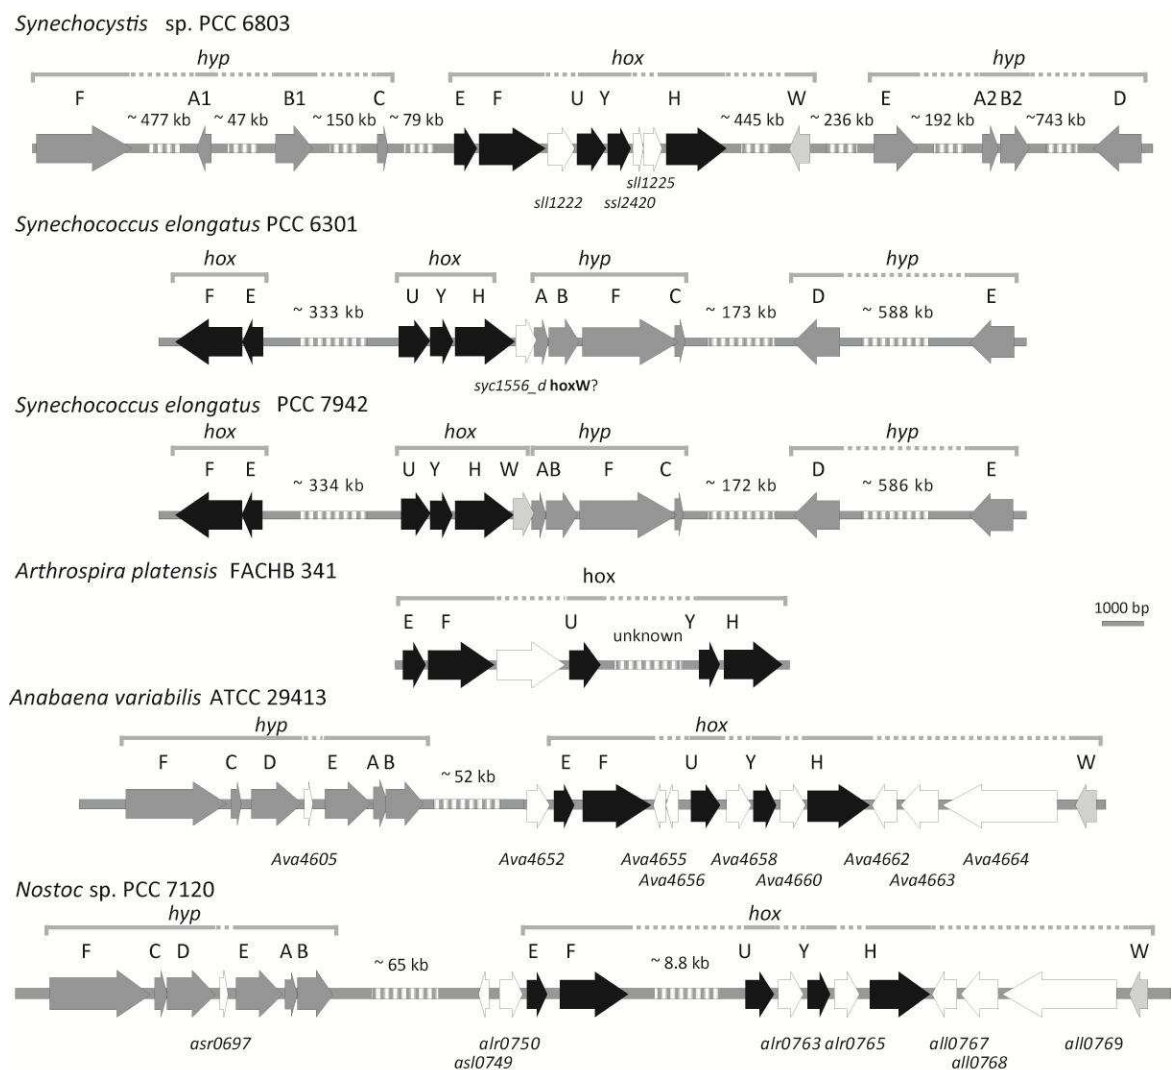 Synechocystis sp. PCC 6803
hyp hox hyp
F A1 B1 C E F U Y H W E A2 B2 D
~ 477 kb ~ 47 kb ~ 150 kb ~ 79 kb ~ 445 kb ~ 236 kb ~ 192 kb ~743 kb
sll1225
sll1222 ssl2420
Synechococcus elongatus PCC 6301
hox hox hyp hyp
F E U Y H A B F C D E
~ 333 kb ~ 173 kb ~ 588 kb
syc1556_d hoxW?
Synechococcus elongatus PCC 7942
hox hox hyp hyp
F E U Y H W A B F C D E
~ 334 kb ~ 172 kb ~ 586 kb
Arthrospira platensis FACHB 341
hox
1000 bp
E F U Y H
unknown
Anabaena variabilis ATCC 29413
hyp hox
F C D E A B E F U Y H W
~ 52 kb
Ava4605 Ava4652 Ava4655 Ava4658 Ava4662 Ava4664
Ava4656 Ava4660 Ava4663
Nostoc sp. PCC 7120
hyp hox
F C D E A B E F U Y H W
~ 65 kb ~ 8.8 kb
asr0697 alr0750 alr0763 alr0765 all0767 all0769
asl0749 all0768